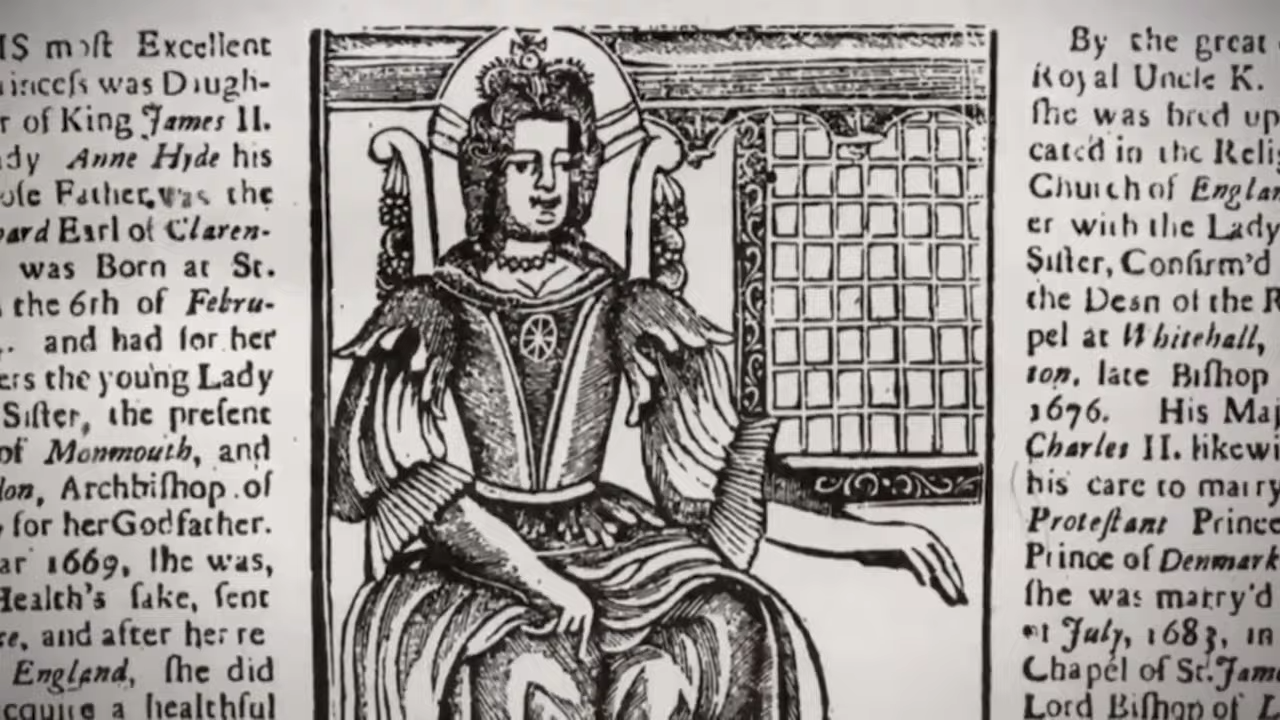 IS most Excellent
incess was Daugh-
r of King James II.
dy Anne Hyde his
ose Father, was the
ward Earl of Claren-
was Born at St.
the 6th of Febru-
. and had for her
ers the young Lady
Sister, the present
of Monmouth, and
don, Archbishop of
for her Godfather.
ar 1669, she was,
Health's sake, sent
ce, and after her re
England, she did
cquire a healthful
By the great
Royal Uncle K.
she was bred up
cated in the Relig
Church of Englan
er with the Lady
Sister, Confirm'd
the Dean of the R
pel at Whitehall,
ton, late Bishop
1676. His Maj
Charles II. likewi
his care to marry
Protestant Prince
Prince of Denmark
she was marry'd
July, 1683, in
Chapel of St. Jame
Lord Bishop of L